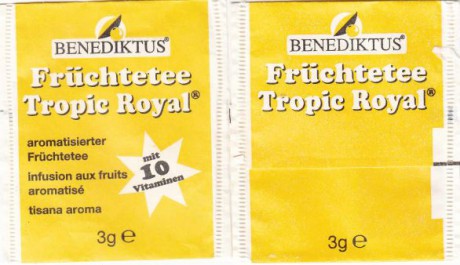 BENEDIKTUS®
Früchtetee
Tropic Royal®
aromatisierter
Früchtetee
infusion aux fruits
aromatisé
tisana aroma
mit
10
Vitaminen
3g e
BENEDIKTUS®
Früchtetee
Tropic Royal®
3g e